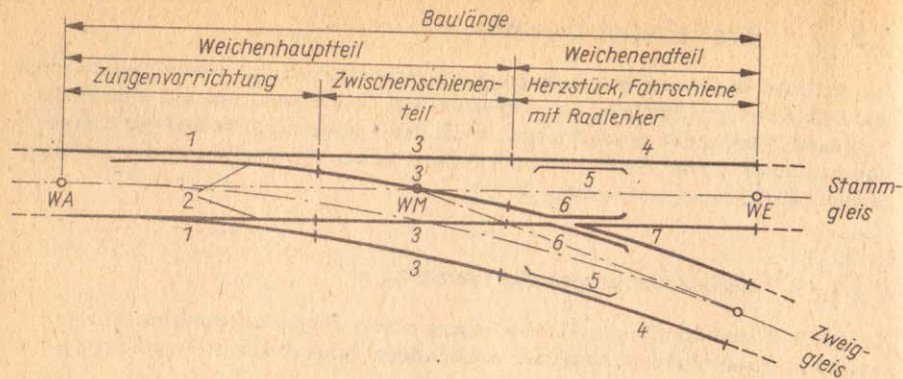 Baulänge
Weichenhauptteil Weichenendteil
Zungenvorrichtung Zwischenschienen- Herzstück, Fahrschiene
teil mit Radlenker
1 3 4
3 5
WA 2 WM 6 WE Stamm-
gleis
1 3 6 7
3 5
4 Zweig-
gleis